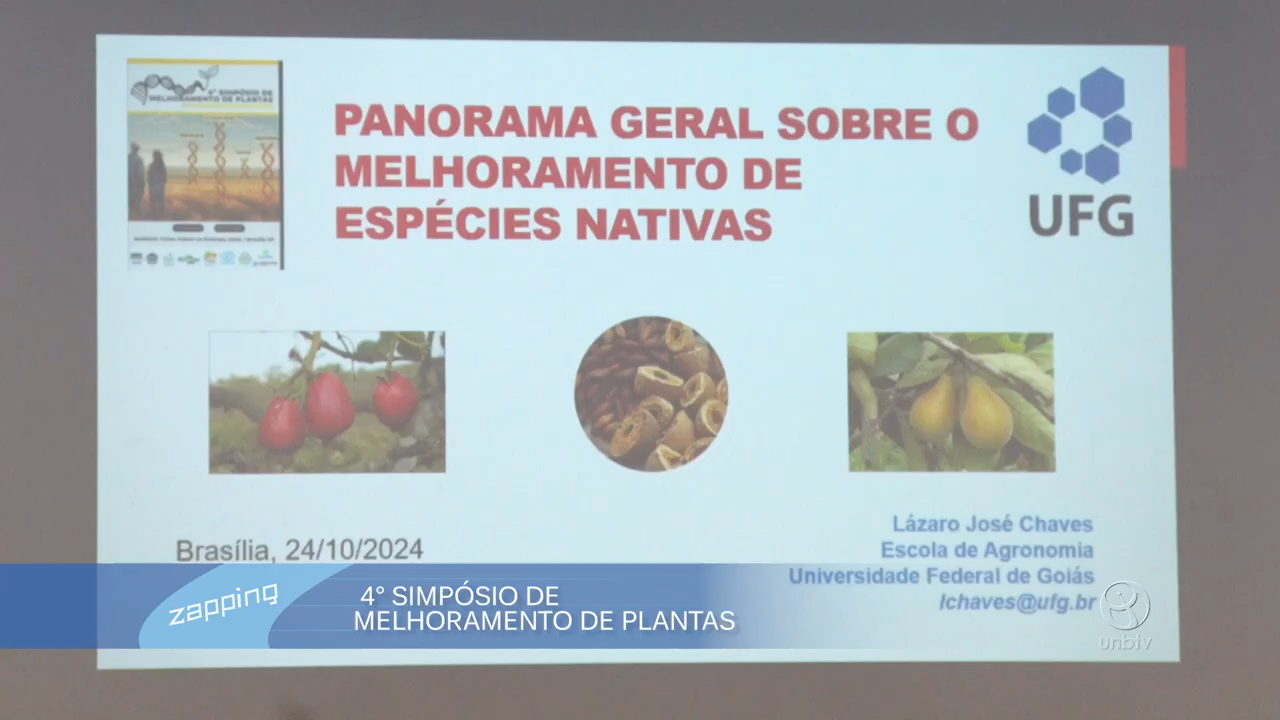 4º SIMPÓSIO DE
MELHORAMENTO DE PLANTAS
PANORAMA GERAL SOBRE O
MELHORAMENTO DE
ESPÉCIES NATIVAS
UFG
Brasília, 24/10/2024
Lázaro José Chaves
Escola de Agronomia
Universidade Federal de Goiás
lchaves@ufg.br
zapping
4° SIMPÓSIO DE
MELHORAMENTO DE PLANTAS
unbtv